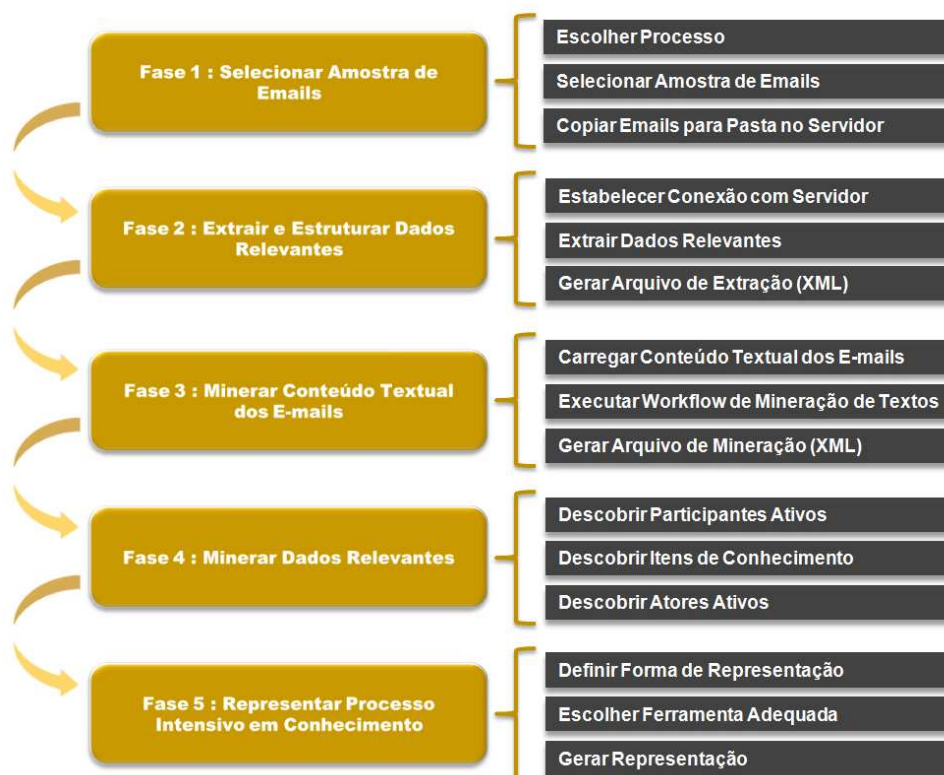 Fase 1 : Selecionar Amostra de
Emails
Escolher Processo
Selecionar Amostra de Emails
Copiar Emails para Pasta no Servidor
Fase 2 : Extrair e Estruturar Dados
Relevantes
Estabelecer Conexão com Servidor
Extrair Dados Relevantes
Gerar Arquivo de Extração (XML)
Fase 3 : Minerar Conteúdo Textual
dos E-mails
Carregar Conteúdo Textual dos E-mails
Executar Workflow de Mineração de Textos
Gerar Arquivo de Mineração (XML)
Fase 4 : Minerar Dados Relevantes
Descobrir Participantes Ativos
Descobrir Itens de Conhecimento
Descobrir Atores Ativos
Fase 5 : Representar Processo
Intensivo em Conhecimento
Definir Forma de Representação
Escolher Ferramenta Adequada
Gerar Representação